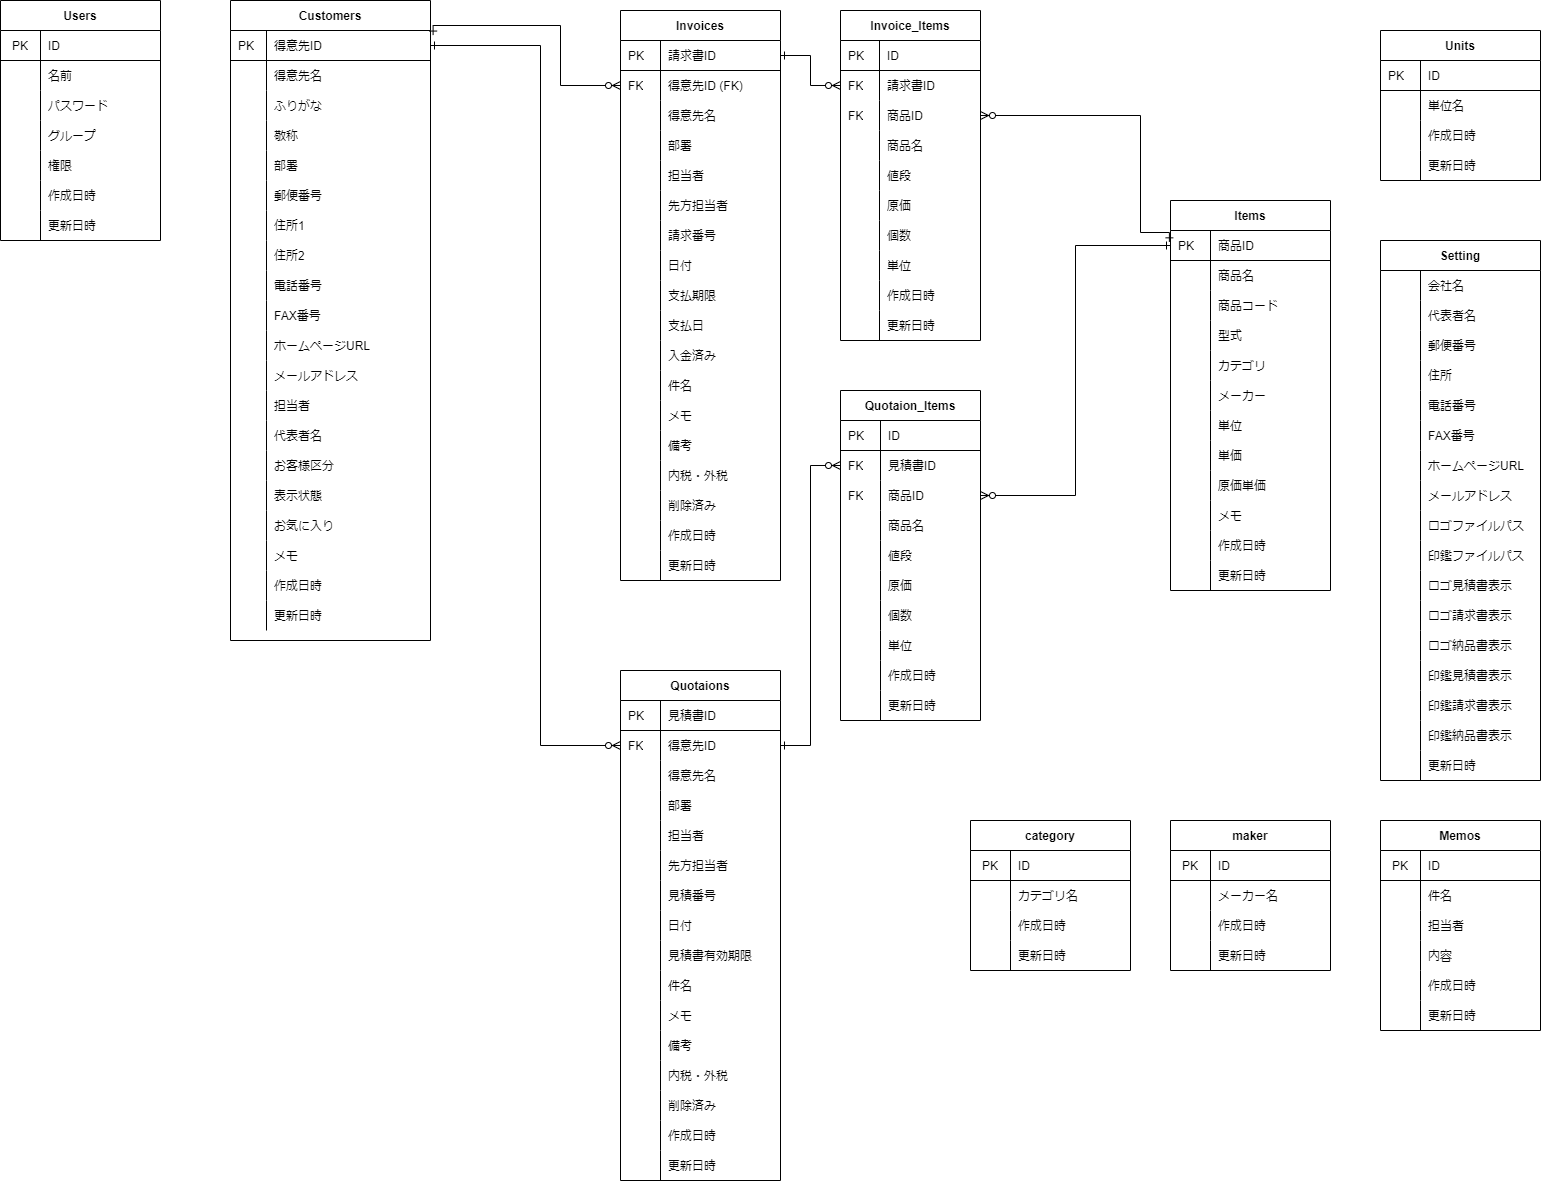 Users
PK ID
名前
パスワード
グループ
権限
作成日時
更新日時
Customers
PK 得意先ID
得意先名
ふりがな
敬称
部署
郵便番号
住所1
住所2
電話番号
FAX番号
ホームページURL
メールアドレス
担当者
代表者名
お客様区分
表示状態
お気に入り
メモ
作成日時
更新日時
Invoices
PK 請求書ID
FK 得意先ID (FK)
得意先名
部署
担当者
先方担当者
請求番号
日付
支払期限
支払日
入金済み
件名
メモ
備考
内税・外税
削除済み
作成日時
更新日時
Invoice_Items
PK ID
FK 請求書ID
FK 商品ID
商品名
値段
原価
個数
単位
作成日時
更新日時
Quotaion_Items
PK ID
FK 見積書ID
FK 商品ID
商品名
値段
原価
個数
単位
作成日時
更新日時
Quotaions
PK 見積書ID
FK 得意先ID
得意先名
部署
担当者
先方担当者
見積番号
日付
見積書有効期限
件名
メモ
備考
内税・外税
削除済み
作成日時
更新日時
Items
PK 商品ID
商品名
商品コード
型式
カテゴリ
メーカー
単位
単価
原価単価
メモ
作成日時
更新日時
Units
PK ID
単位名
作成日時
更新日時
Setting
会社名
代表者名
郵便番号
住所
電話番号
FAX番号
ホームページURL
メールアドレス
ロゴファイルパス
印鑑ファイルパス
ロゴ見積書表示
ロゴ請求書表示
ロゴ納品書表示
印鑑見積書表示
印鑑請求書表示
印鑑納品書表示
更新日時
category
PK ID
カテゴリ名
作成日時
更新日時
maker
PK ID
メーカー名
作成日時
更新日時
Memos
PK ID
件名
担当者
内容
作成日時
更新日時